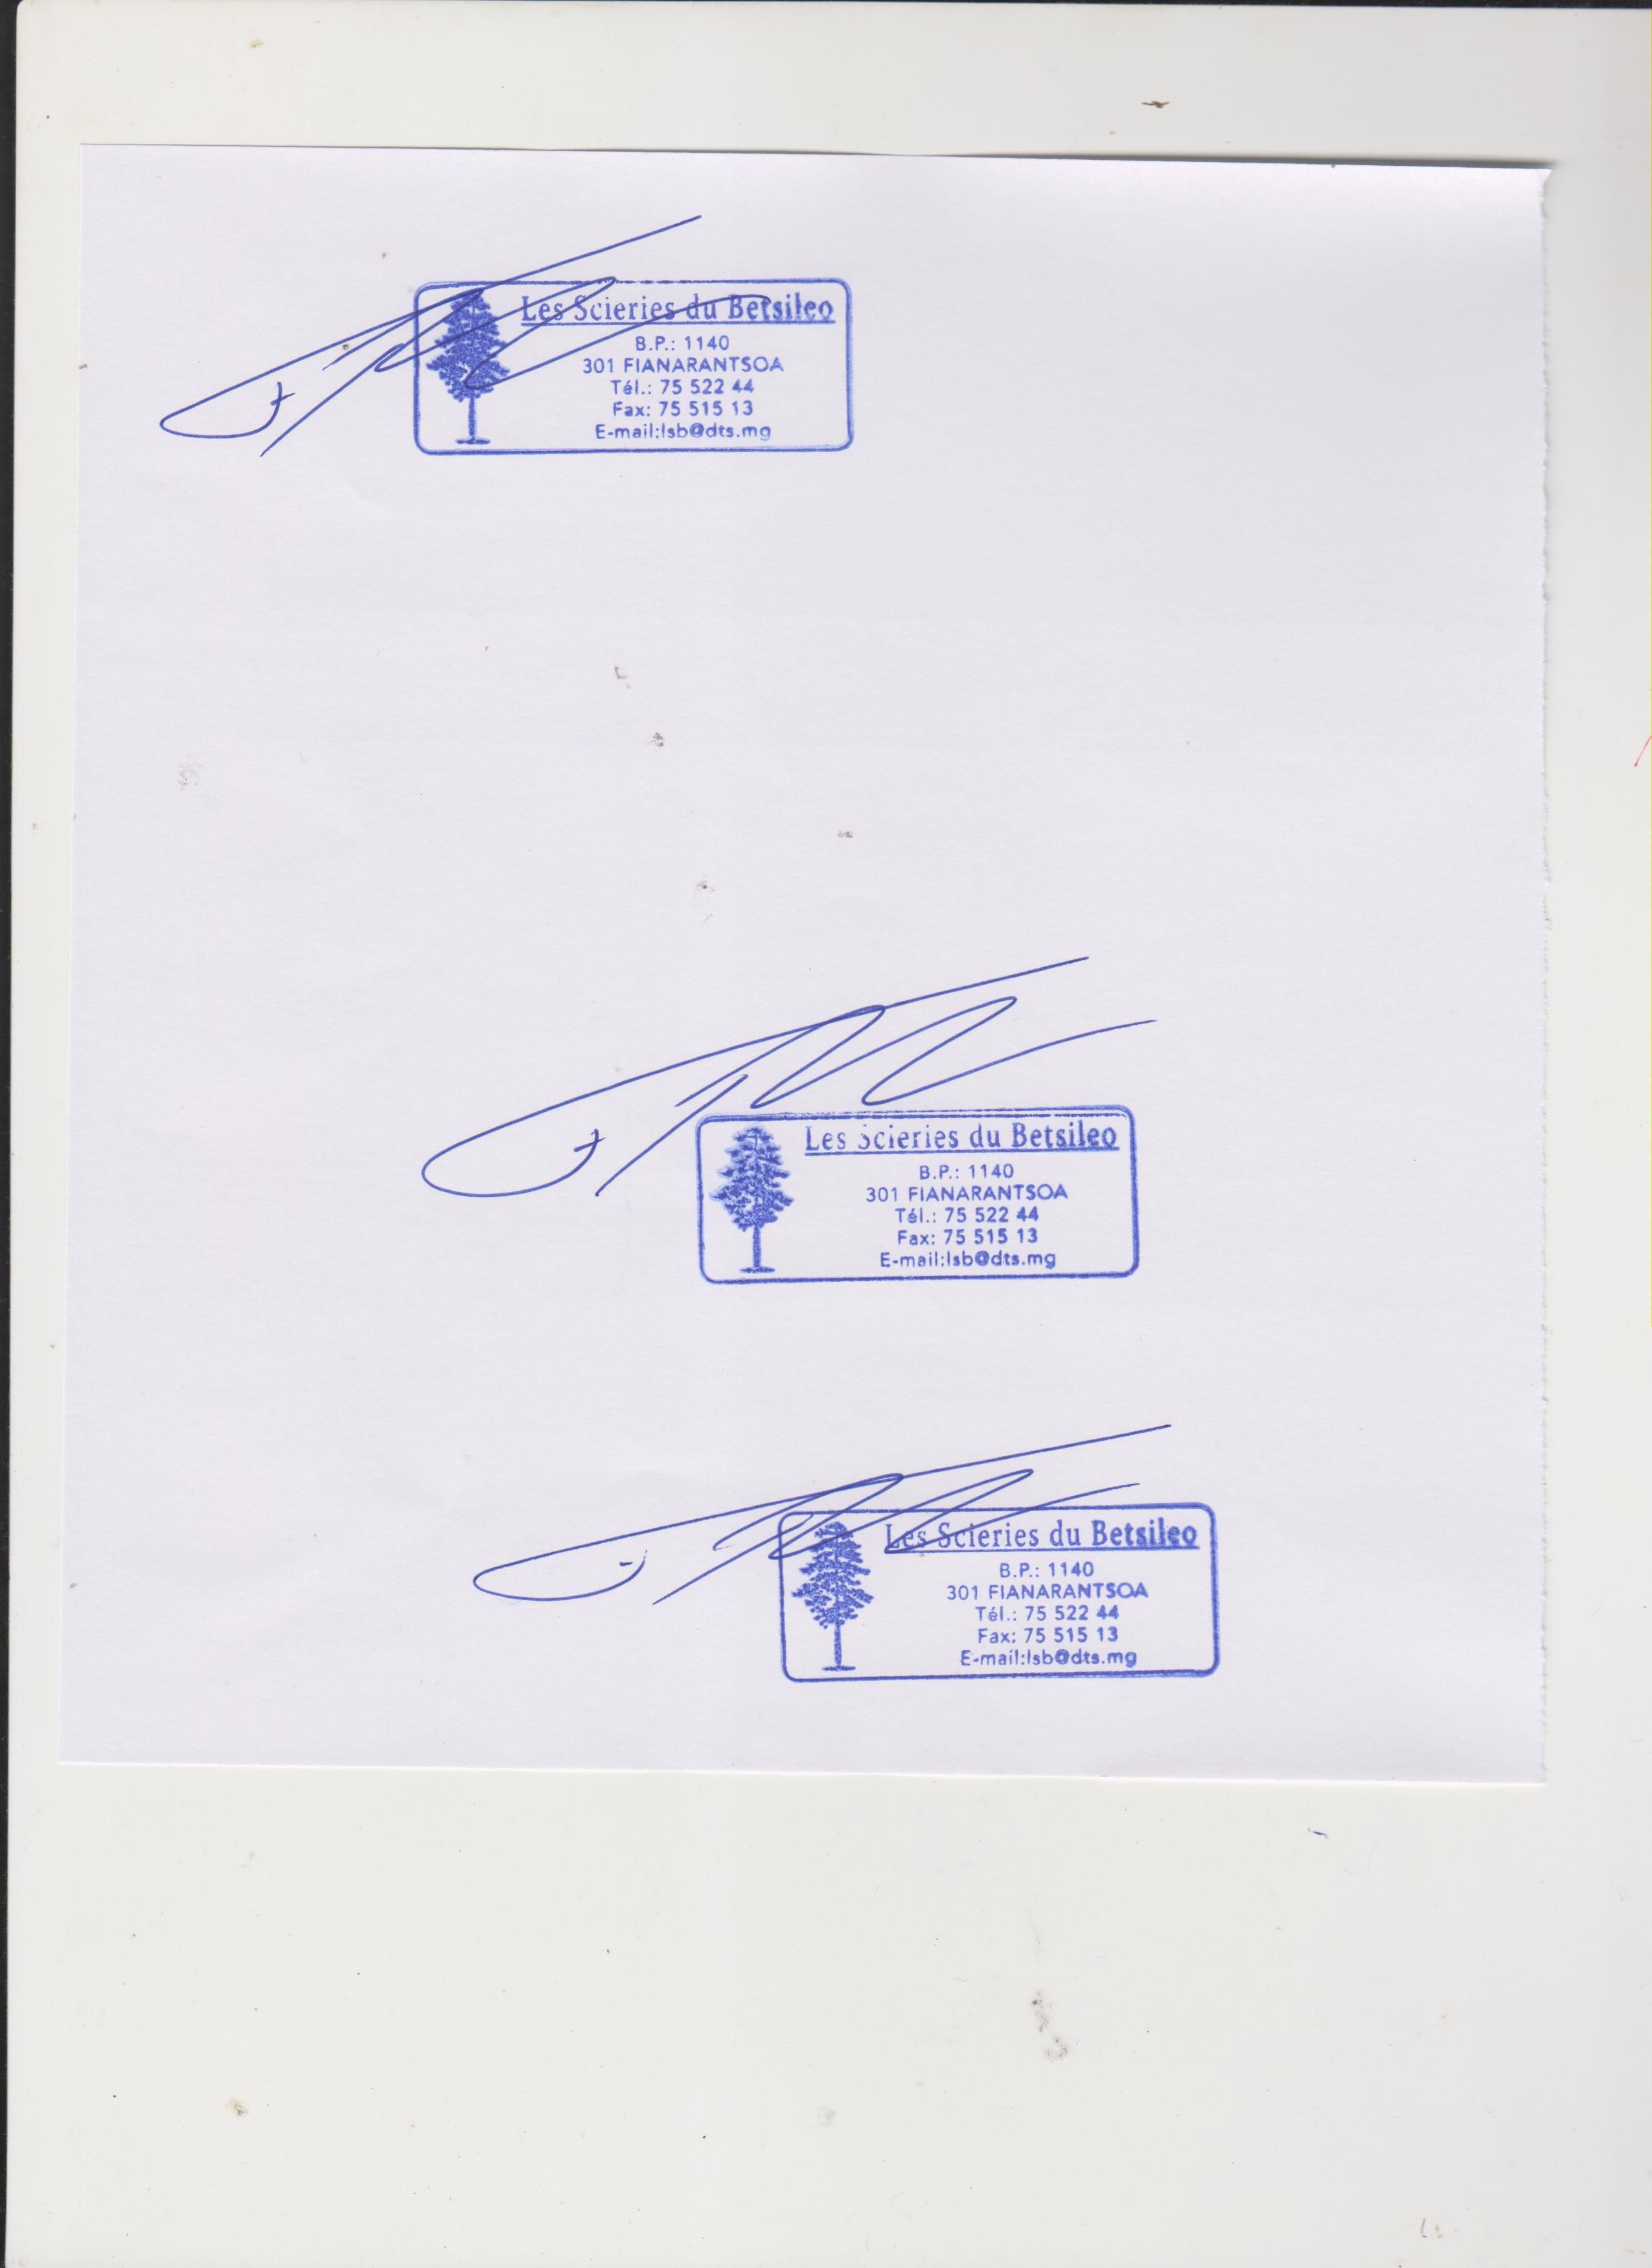 Les Scieries du Betsileo
B.P.: 1140
301 FIANARANTSOA
Tél.: 75 522 44
Fax: 75 515 13
E-mail:lsb@dts.mg
Les Scieries du Betsileo
B.P.: 1140
301 FIANARANTSOA
Tél.: 75 522 44
Fax: 75 515 13
E-mail:lsb@dts.mg
Les Scieries du Betsileo
B.P.: 1140
301 FIANARANTSOA
Tél.: 75 522 44
Fax: 75 515 13
E-mail:lsb@dts.mg